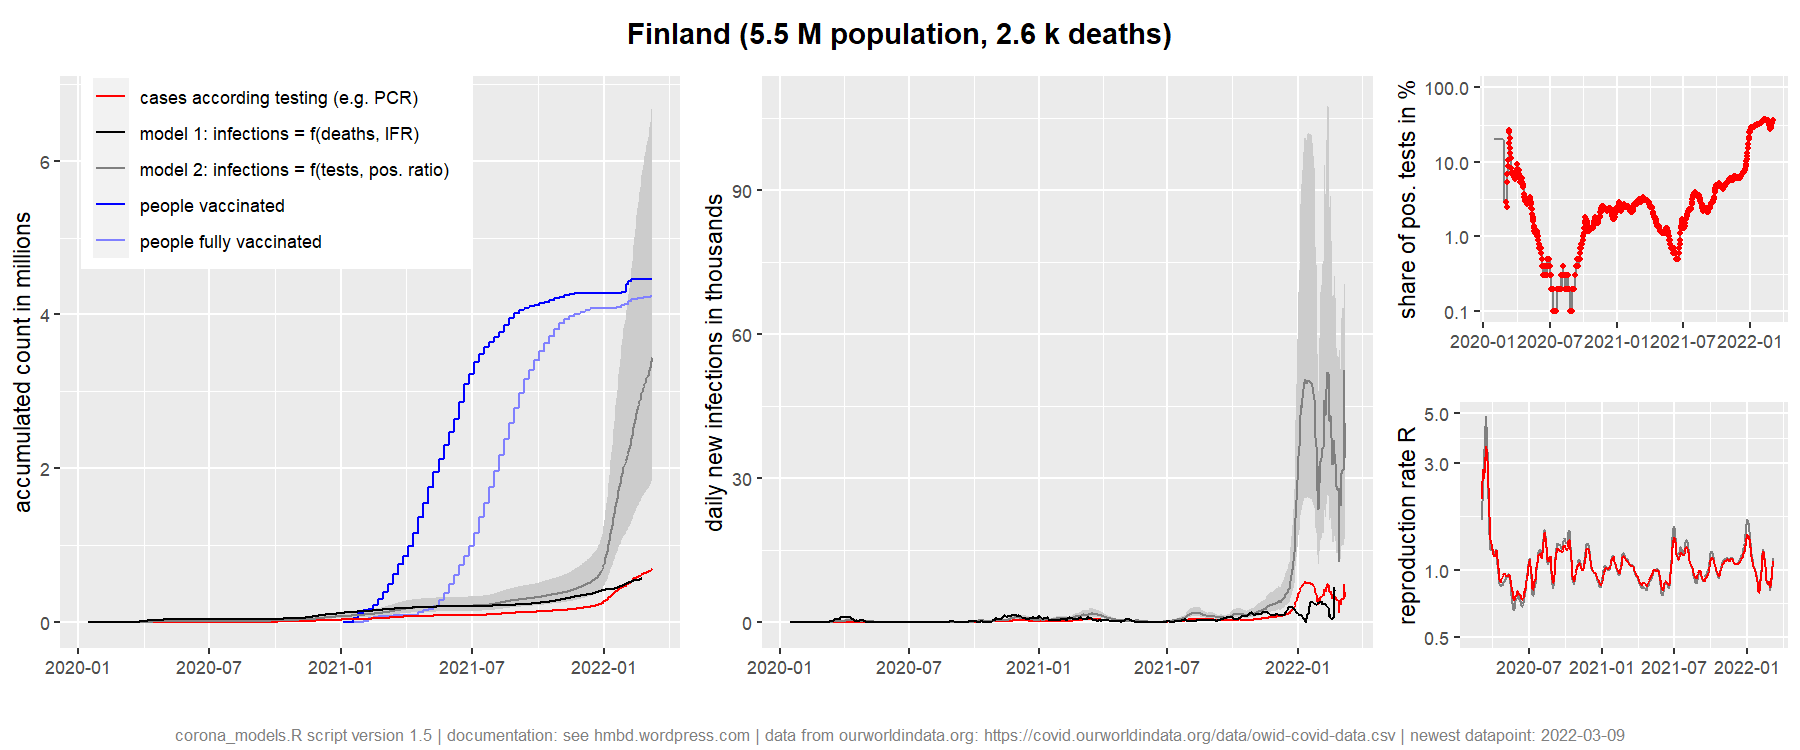 Finland (5.5 M population, 2.6 k deaths)
cases according testing (e.g. PCR)
model 1: infections = f(deaths, IFR)
model 2: infections = f(tests, pos. ratio)
people vaccinated
people fully vaccinated
accumulated count in millions
6
4
2
0
2020-01 2020-07 2021-01 2021-07 2022-01
daily new infections in thousands
90
60
30
0
2020-01 2020-07 2021-01 2021-07 2022-01
share of pos. tests in %
100.0
10.0
1.0
0.1
2020-01 2020-07 2021-01 2021-07 2022-01
reproduction rate R
5.0
3.0
1.0
0.5
2020-07 2021-01 2021-07 2022-01
corona_models.R script version 1.5 | documentation: see hmbd.wordpress.com | data from ourworldindata.org: https://covid.ourworldindata.org/data/owid-covid-data.csv | newest datapoint: 2022-03-09